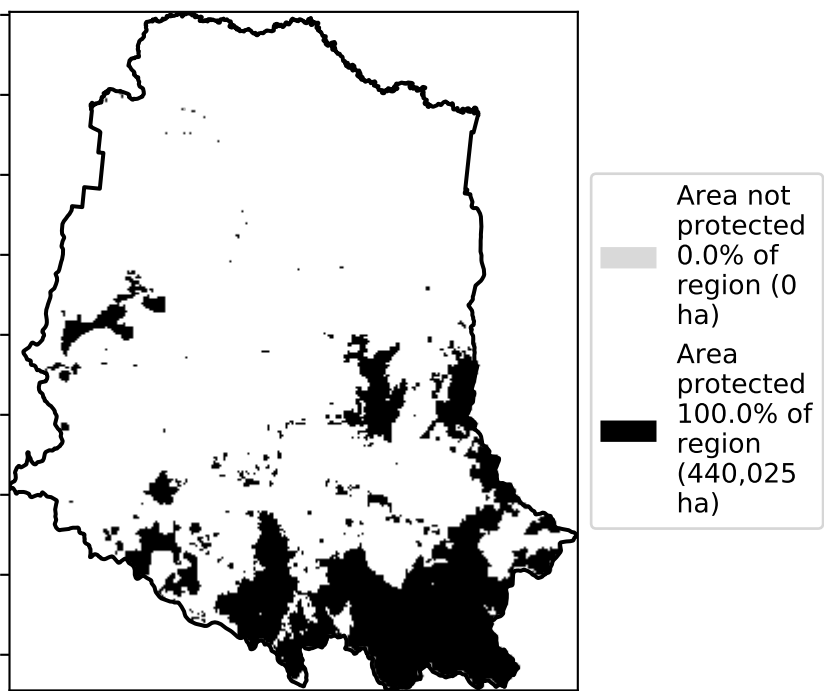 Area not
protected
0.0% of
region (0
ha)
Area
protected
100.0% of
region
(440,025
ha)